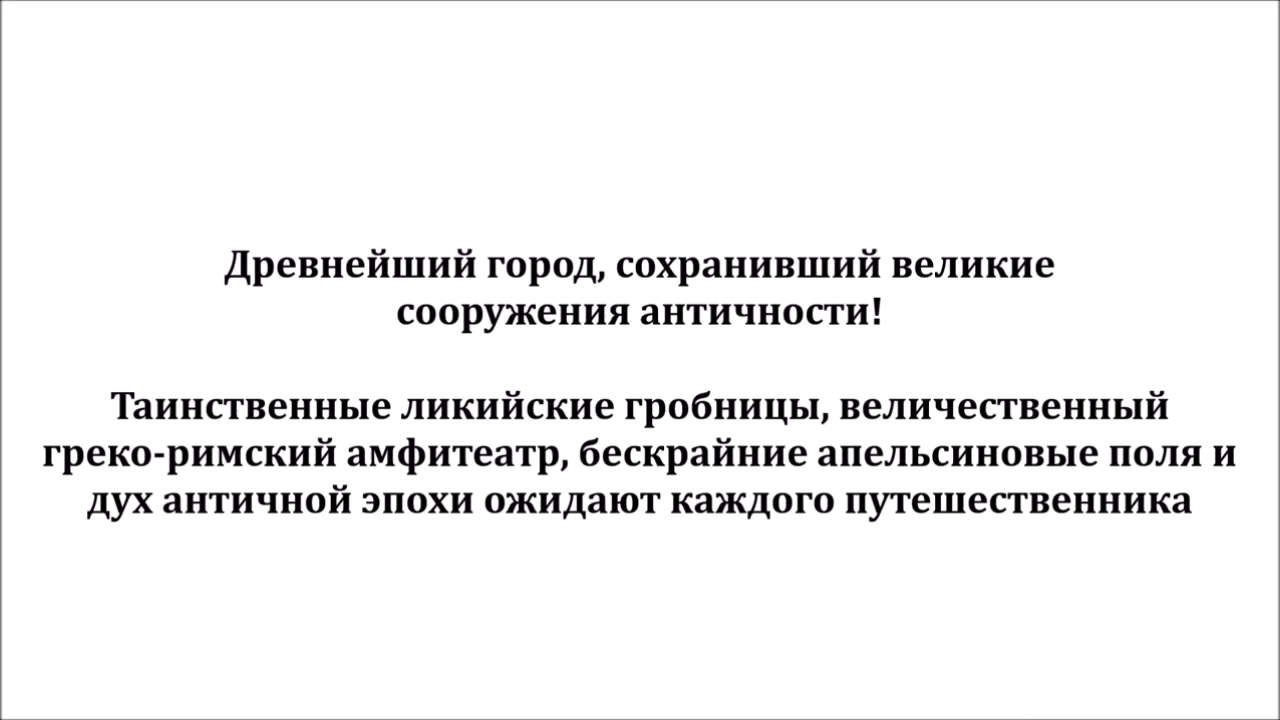 Древнейший город, сохранивший великие
сооружения античности!
Таинственные ликийские гробницы, величественный
греко-римский амфитеатр, бескрайние апельсиновые поля и
дух античной эпохи ожидают каждого путешественника